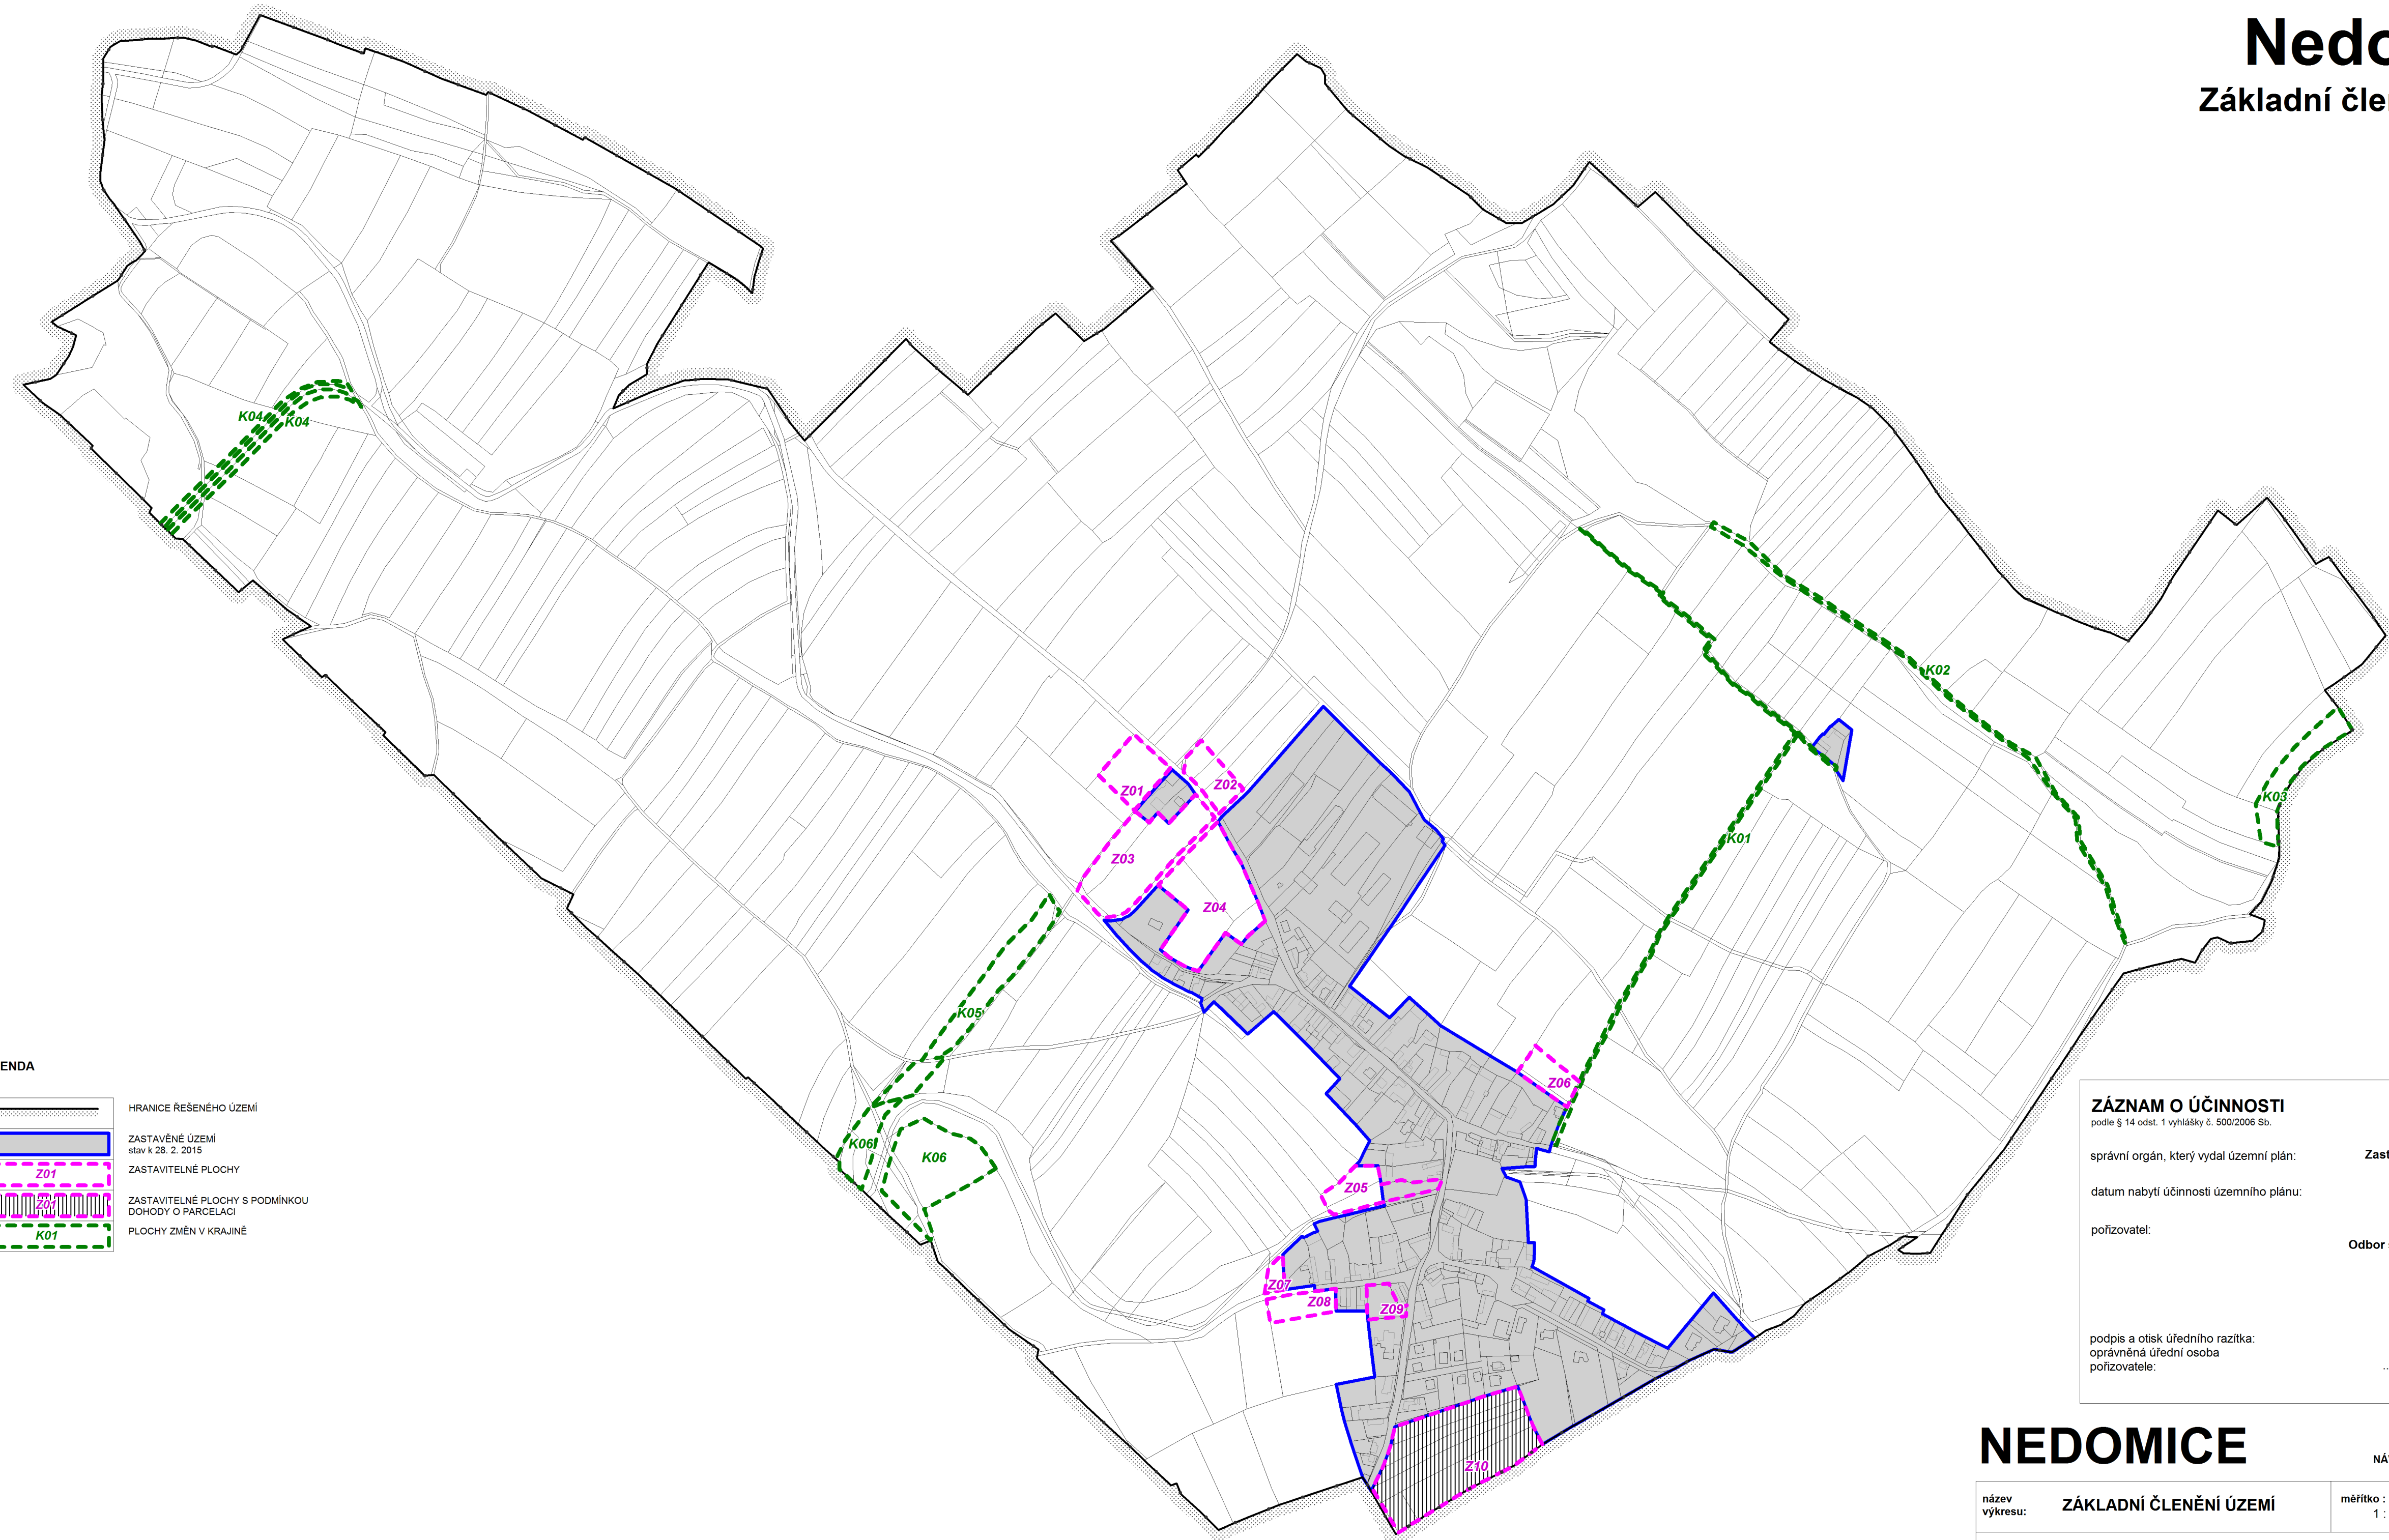 Nedo
Základní člen
K04
K04
K02
K03
K01
Z01
Z02
Z03
Z04
K05
K06
K06
Z06
Z05
Z07
Z08
Z09
Z10
ENDA
HRANICE ŘEŠENÉHO ÚZEMÍ
ZASTAVĚNÉ ÚZEMÍ
stav k 28. 2. 2015
Z01
ZASTAVITELNÉ PLOCHY
Z01
ZASTAVITELNÉ PLOCHY S PODMÍNKOU
DOHODY O PARCELACI
K01
PLOCHY ZMĚN V KRAJINĚ
ZÁZNAM O ÚČINNOSTI
podle § 14 odst. 1 vyhlášky č. 500/2006 Sb.
správní orgán, který vydal územní plán: Zast
datum nabytí účinnosti územního plánu:
pořizovatel:
Odbor
podpis a otisk úředního razítka:
oprávněná úřední osoba
pořizovatele: ..
NEDOMICE
NÁ
název výkresu: ZÁKLADNÍ ČLENĚNÍ ÚZEMÍ
měřítko :
1 :